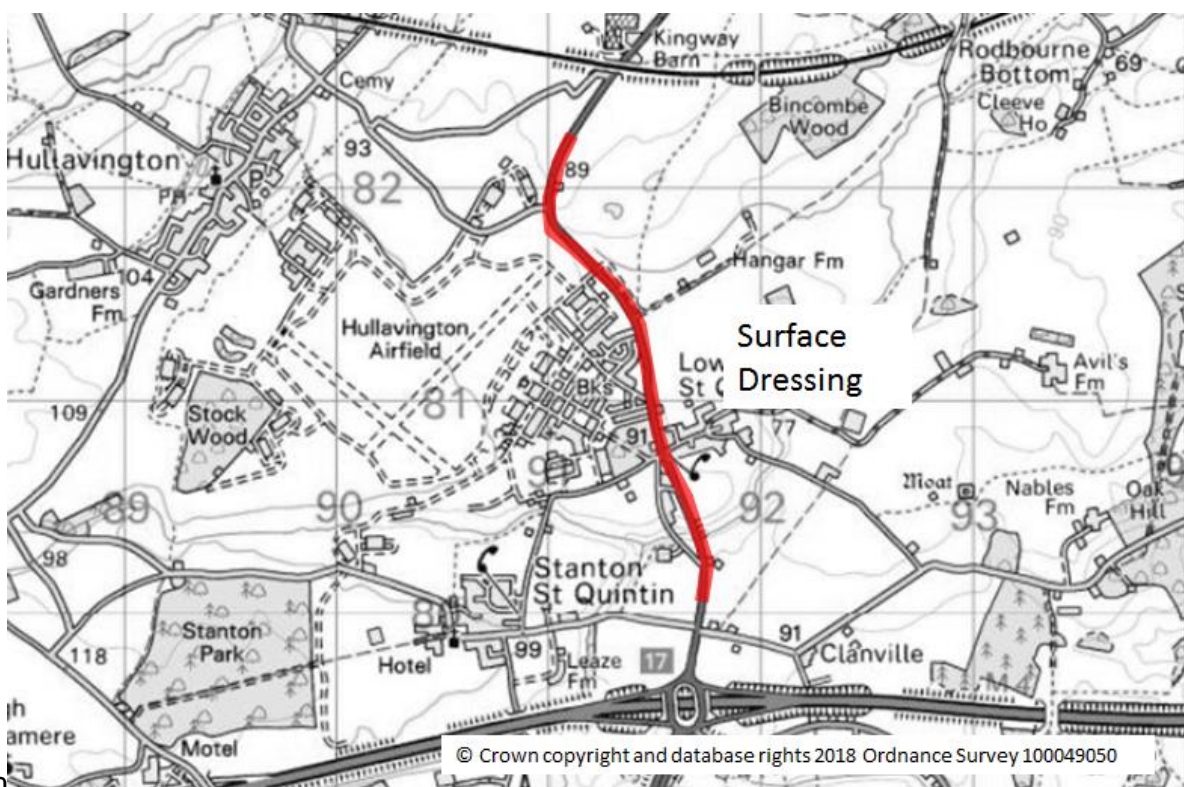 Kingway
Barn
Rodbourne
Bottom
69
Cemy
Cleeve
Ho
Bincombe
Wood
93
Hullavington
89
PH
P
82
104
Gardners
Fm
Hangar Fm
Hullavington
Airfield
Surface
Dressing
Low
St Q
Avil's
Fm
Bks
81
109
Stock
Wood
91
77
Moat
89
90
92
93
Nables
Fm
Oak
Hill
98
Stanton
St Quintin
Stanton
Park
91
118
Hotel
99
Leaze
Fm
17
Clanville
amere
Motel
© Crown copyright and database rights 2018 Ordnance Survey 100049050